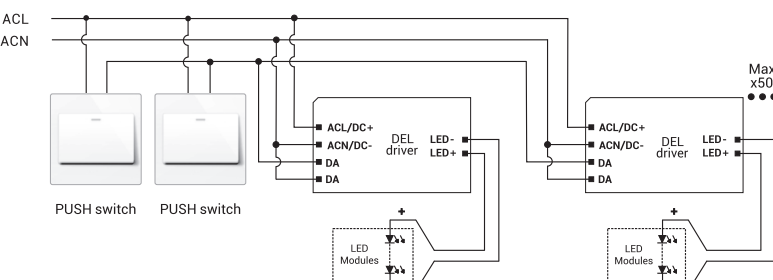 ACL
ACN
Max
x50
ACL/DC+
ACN/DC-
DA
DA
DEL
driver
LED-
LED+
ACL/DC+
ACN/DC-
DA
DA
DEL
driver
LED-
LED+
PUSH switch
PUSH switch
+
LED
Modules
+
LED
Modules